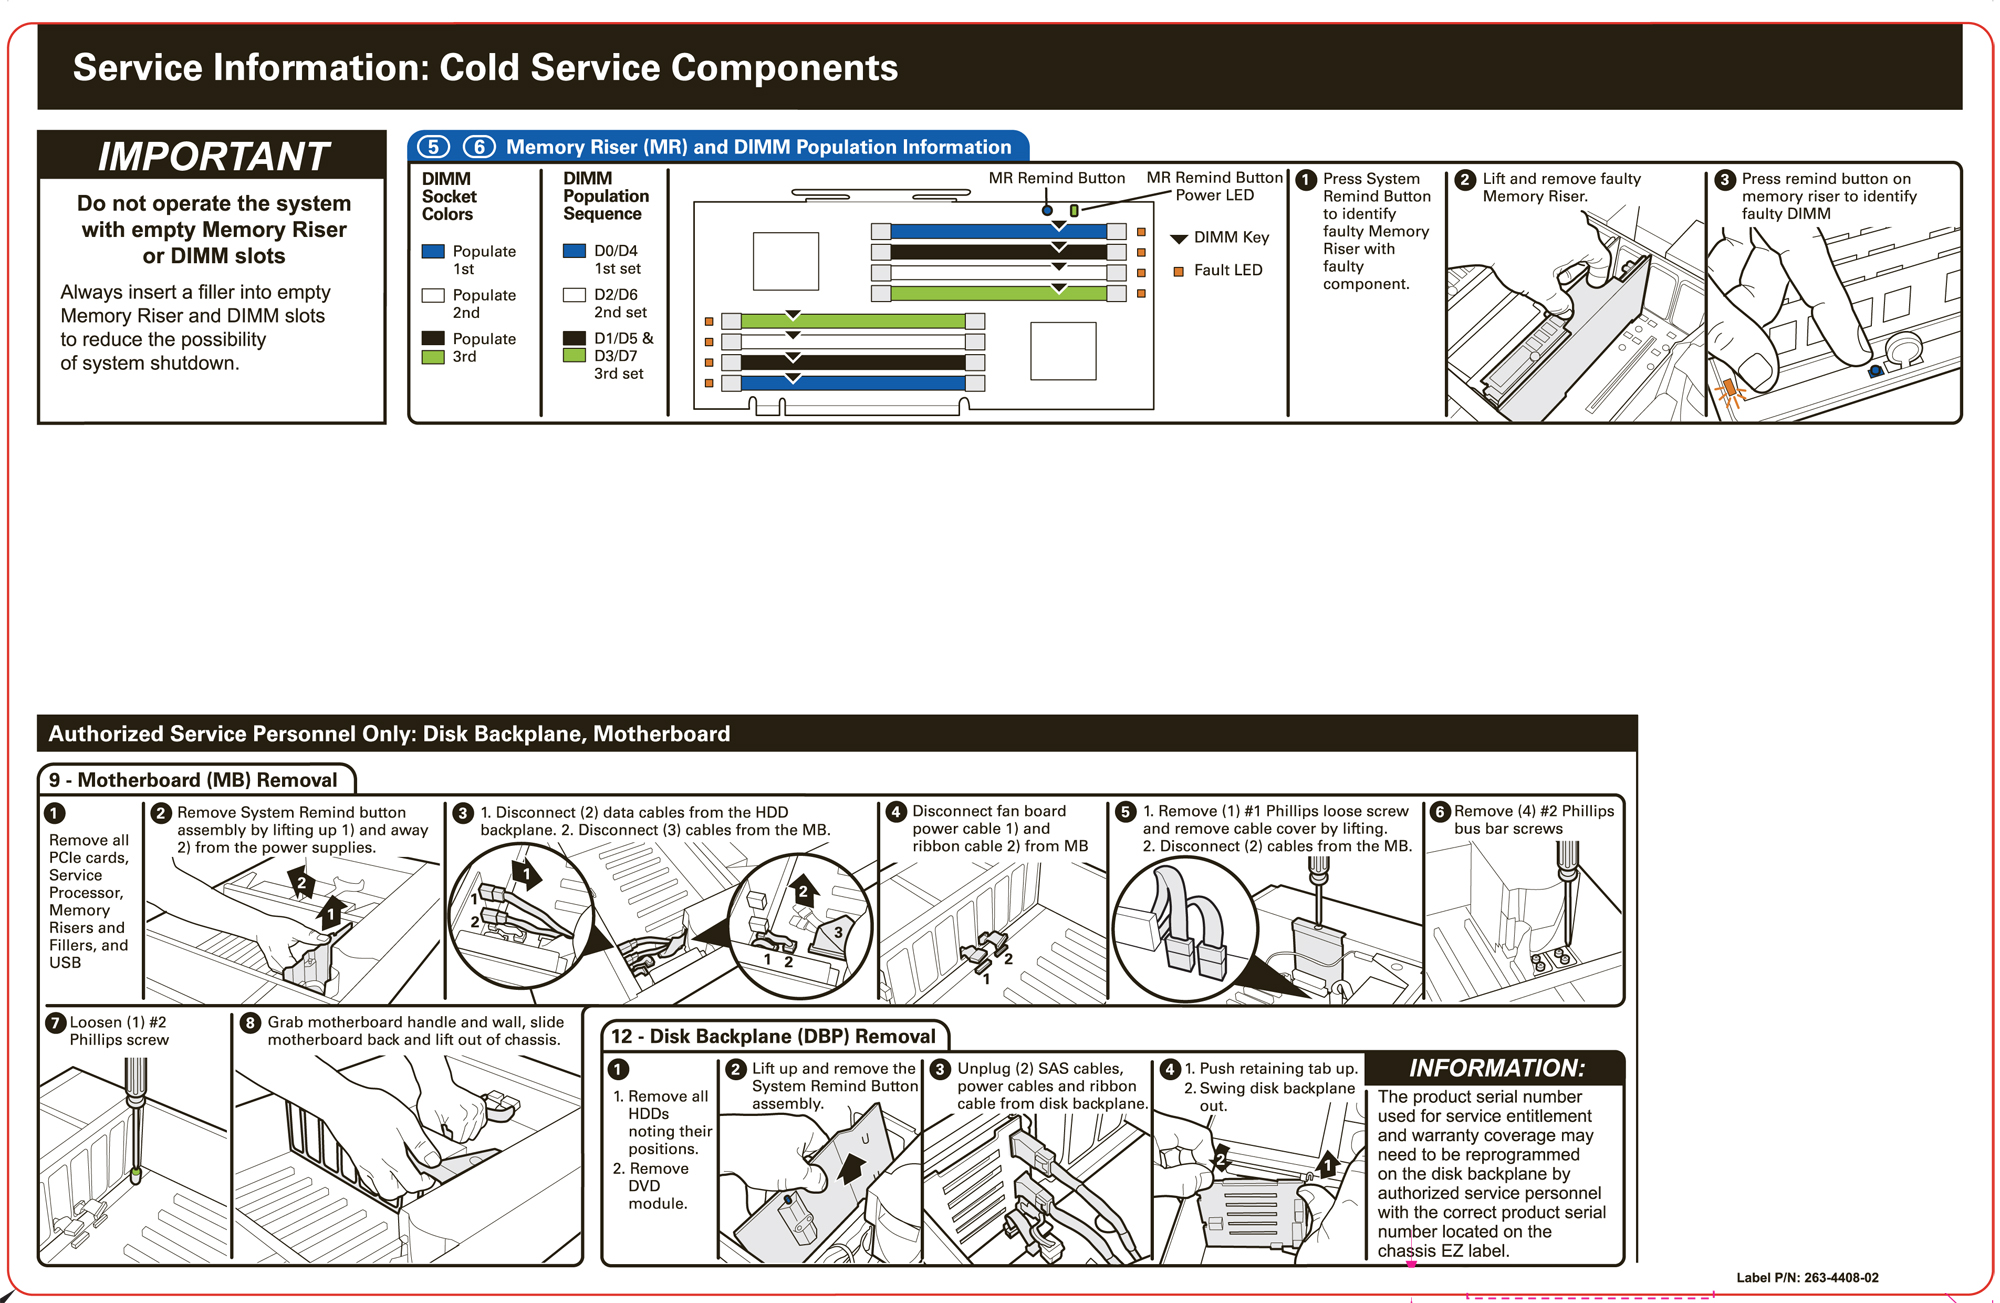 Service Information: Cold Service Components
IMPORTANT
Do not operate the system
with empty Memory Riser
or DIMM slots
Always insert a filler into empty
Memory Riser and DIMM slots
to reduce the possibility
of system shutdown.
5 6 Memory Riser (MR) and DIMM Population Information
DIMM
Socket
Colors
Populate
1st
Populate
2nd
Populate
3rd
DIMM
Population
Sequence
D0/D4
1st set
D2/D6
2nd set
D1/D5 &
D3/D7
3rd set
MR Remind Button
MR Remind Button
Power LED
DIMM Key
Fault LED
1 Press System
Remind Button
to identify
faulty Memory
Riser with
faulty
component.
2 Lift and remove faulty
Memory Riser.
3 Press remind button on
memory riser to identify
faulty DIMM
Authorized Service Personnel Only: Disk Backplane, Motherboard
9 - Motherboard (MB) Removal
1
Remove all
PCIe cards,
Service
Processor,
Memory
Risers and
Fillers, and
USB
2 Remove System Remind button
assembly by lifting up 1) and away
2) from the power supplies.
2
1
3 1. Disconnect (2) data cables from the HDD
backplane. 2. Disconnect (3) cables from the MB.
1
1
2
2
3
1 2
4 Disconnect fan board
power cable 1) and
ribbon cable 2) from MB
2
1
5 1. Remove (1) #1 Phillips loose screw
and remove cable cover by lifting.
2. Disconnect (2) cables from the MB.
6 Remove (4) #2 Phillips
bus bar screws
7 Loosen (1) #2
Phillips screw
8 Grab motherboard handle and wall, slide
motherboard back and lift out of chassis.
12 - Disk Backplane (DBP) Removal
1
1. Remove all
HDDs
noting their
positions.
2. Remove
DVD
module.
2 Lift up and remove the
System Remind Button
assembly.
3 Unplug (2) SAS cables,
power cables and ribbon
cable from disk backplane.
4 1. Push retaining tab up.
2. Swing disk backplane
out.
2
1
INFORMATION:
The product serial number
used for service entitlement
and warranty coverage may
need to be reprogrammed
on the disk backplane by
authorized service personnel
with the correct product serial
number located on the
chassis EZ label.
Label P/N: 263-4408-02